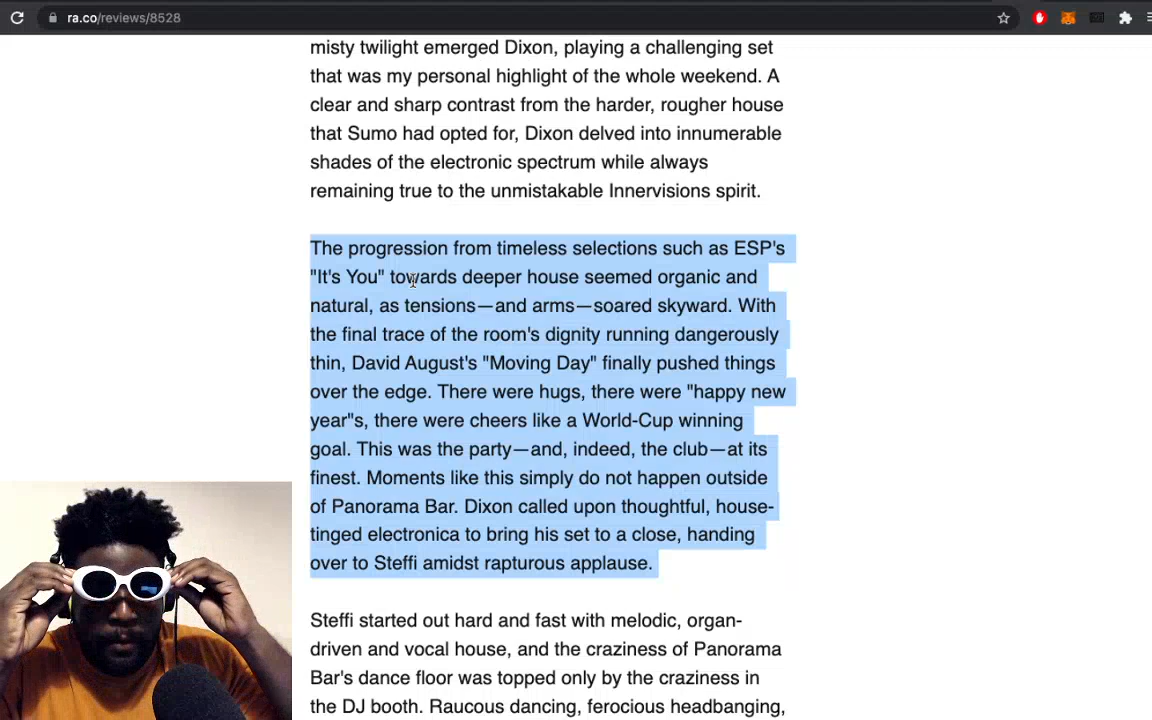 ra.co/reviews/8528
misty twilight emerged Dixon, playing a challenging set
that was my personal highlight of the whole weekend. A
clear and sharp contrast from the harder, rougher house
that Sumo had opted for, Dixon delved into innumerable
shades of the electronic spectrum while always
remaining true to the unmistakable Innervisions spirit.
The progression from timeless selections such as ESP's
"It's You" towards deeper house seemed organic and
natural, as tensions—and arms—soared skyward. With
the final trace of the room's dignity running dangerously
thin, David August's "Moving Day" finally pushed things
over the edge. There were hugs, there were "happy new
year"s, there were cheers like a World-Cup winning
goal. This was the party—and, indeed, the club—at its
finest. Moments like this simply do not happen outside
of Panorama Bar. Dixon called upon thoughtful, house-
tinged electronica to bring his set to a close, handing
over to Steffi amidst rapturous applause.
Steffi started out hard and fast with melodic, organ-
driven and vocal house, and the craziness of Panorama
Bar's dance floor was topped only by the craziness in
the DJ booth. Raucous dancing, ferocious headbanging,